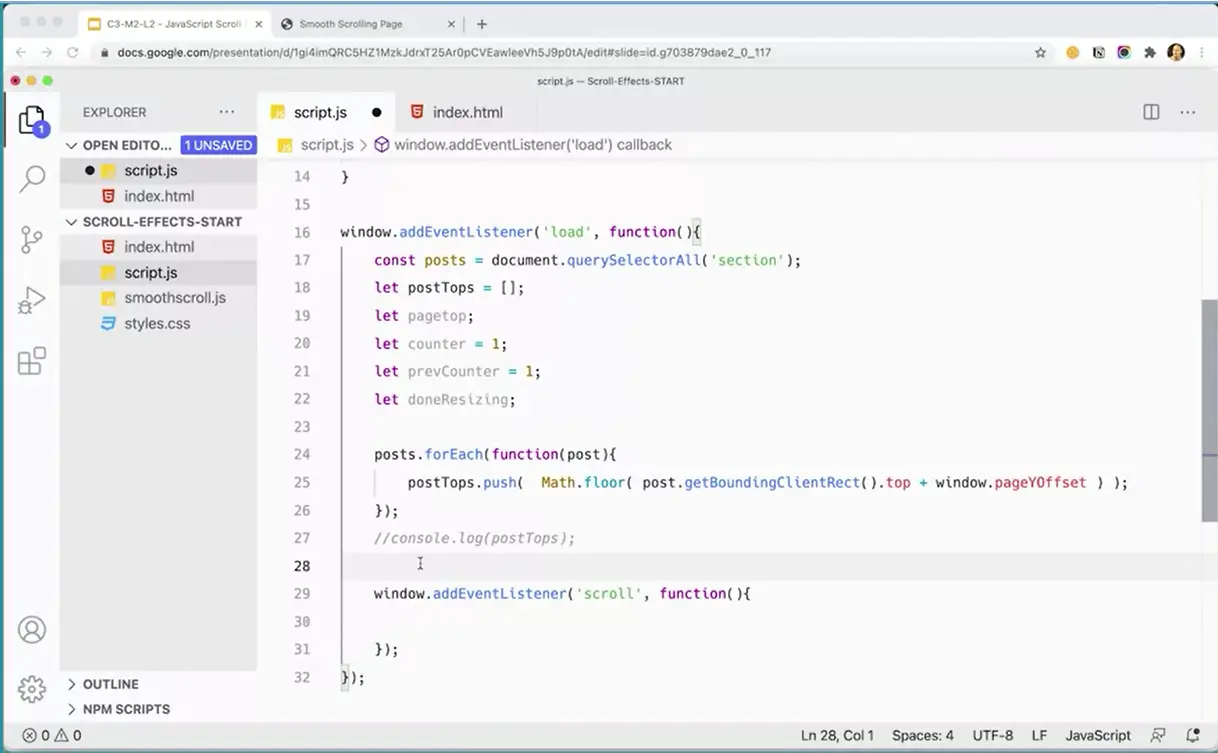 C3-M2-L2 - JavaScript Scroll
Smooth Scrolling Page
docs.google.com/presentation/d/1gi4imQRC5HZ1MzkJdrxT25Ar0pCVEawIeeVh5J9p0tA/edit#slide=id.g703879dae2_0_117
script.js — Scroll-Effects-START
EXPLORER
script.js
index.html
1
OPEN EDITO... 1 UNSAVED
script.js > window.addEventListener('load') callback
script.js
index.html
SCROLL-EFFECTS-START
index.html
script.js
smoothscroll.js
styles.css
OUTLINE
NPM SCRIPTS
14 }
15
16 window.addEventListener('load', function(){
17 const posts = document.querySelectorAll('section');
18 let postTops = [];
19 let pagetop;
20 let counter = 1;
21 let prevCounter = 1;
22 let doneResizing;
23
24 posts.forEach(function(post){
25 postTops.push(  Math.floor( post.getBoundingClientRect().top + window.pageYOffset ) );
26 });
27 //console.log(postTops);
28
29 window.addEventListener('scroll', function(){
30
31 });
32 });
0 0 Ln 28, Col 1 Spaces: 4 UTF-8 LF JavaScript